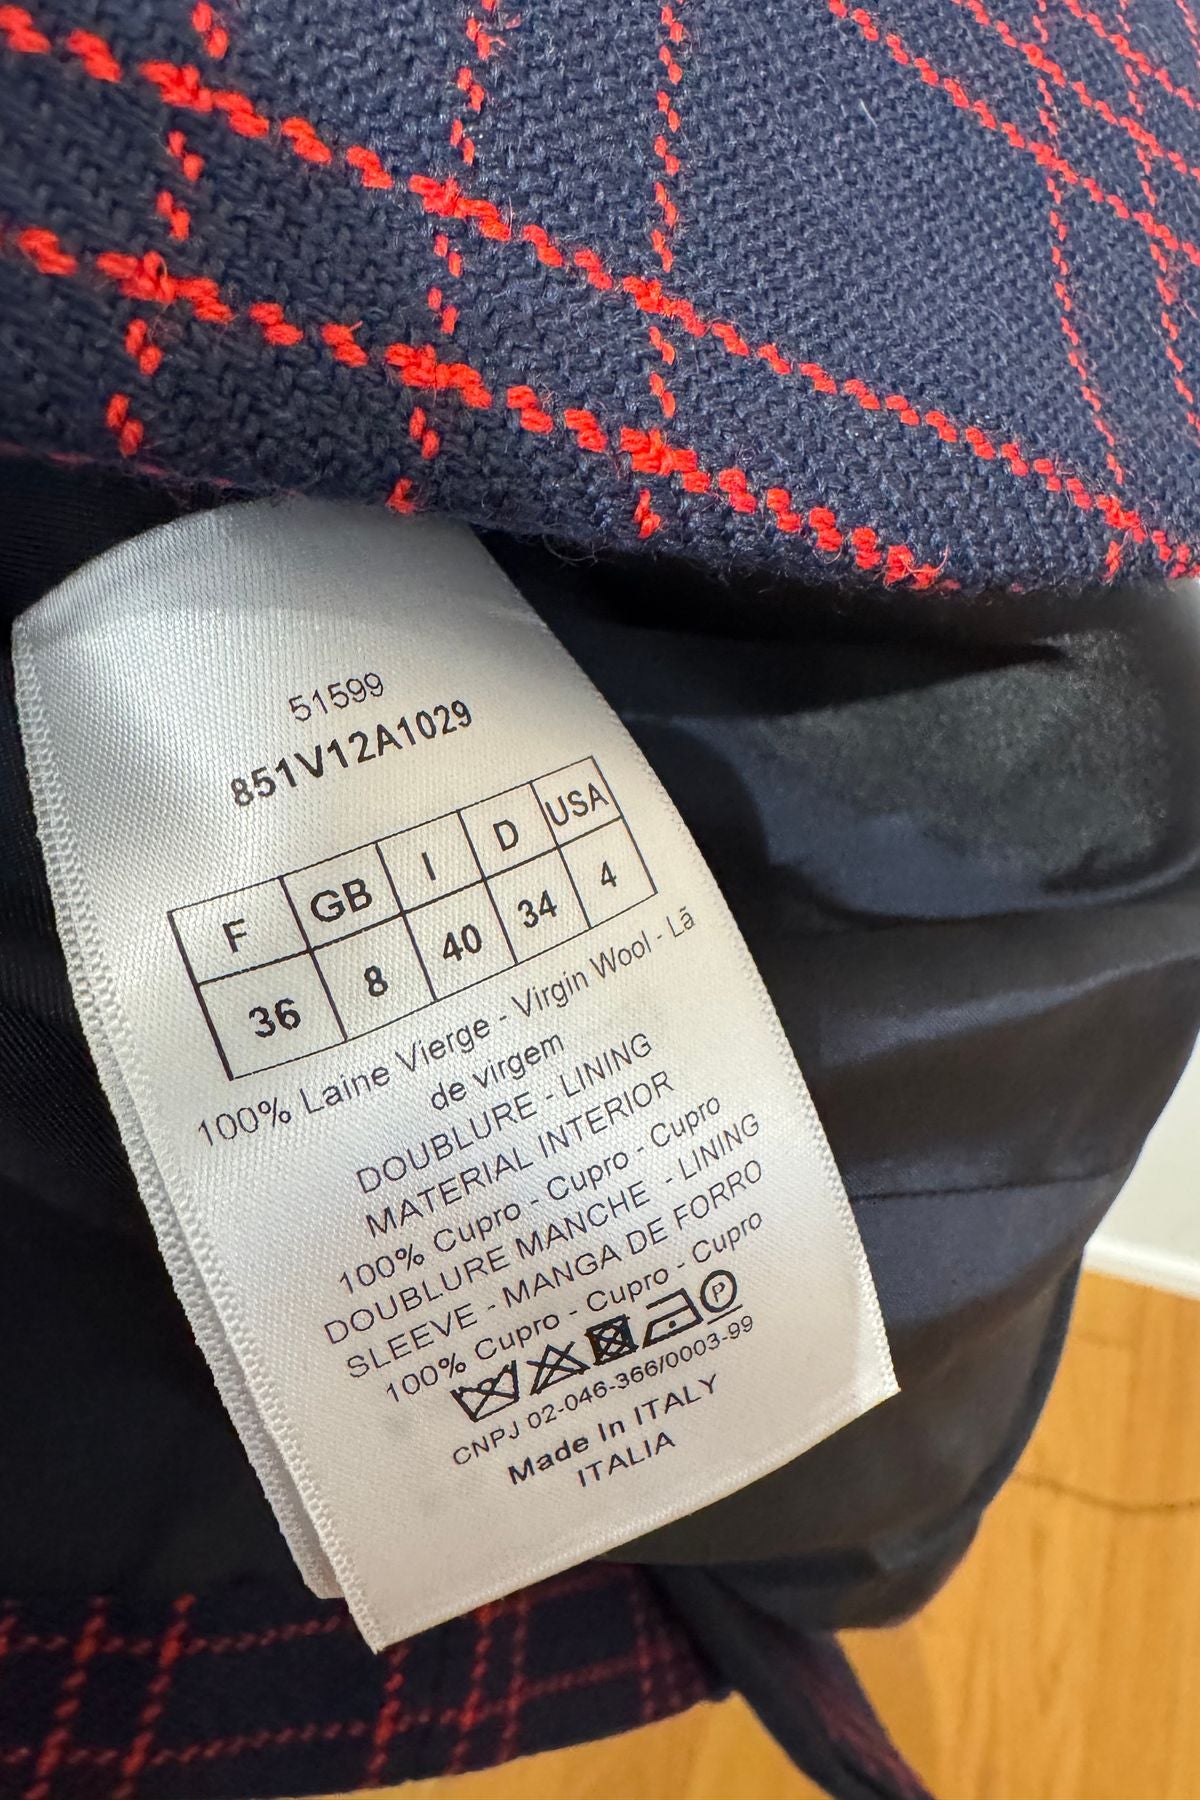 51599
851V12A1029
F GB I D USA
36 8 40 34 4
100% Laine Vierge - Virgin Wool - Lã
de virgem
DOUBLURE - LINING
MATERIAL INTERIOR
100% Cupro - Cupro - Cupro
DOUBLURE MANCHE - LINING
SLEEVE - MANGA DE FORRO
100% Cupro - Cupro - Cupro
P
CNPJ 02-046-366/0003-99
Made In ITALY
ITALIA